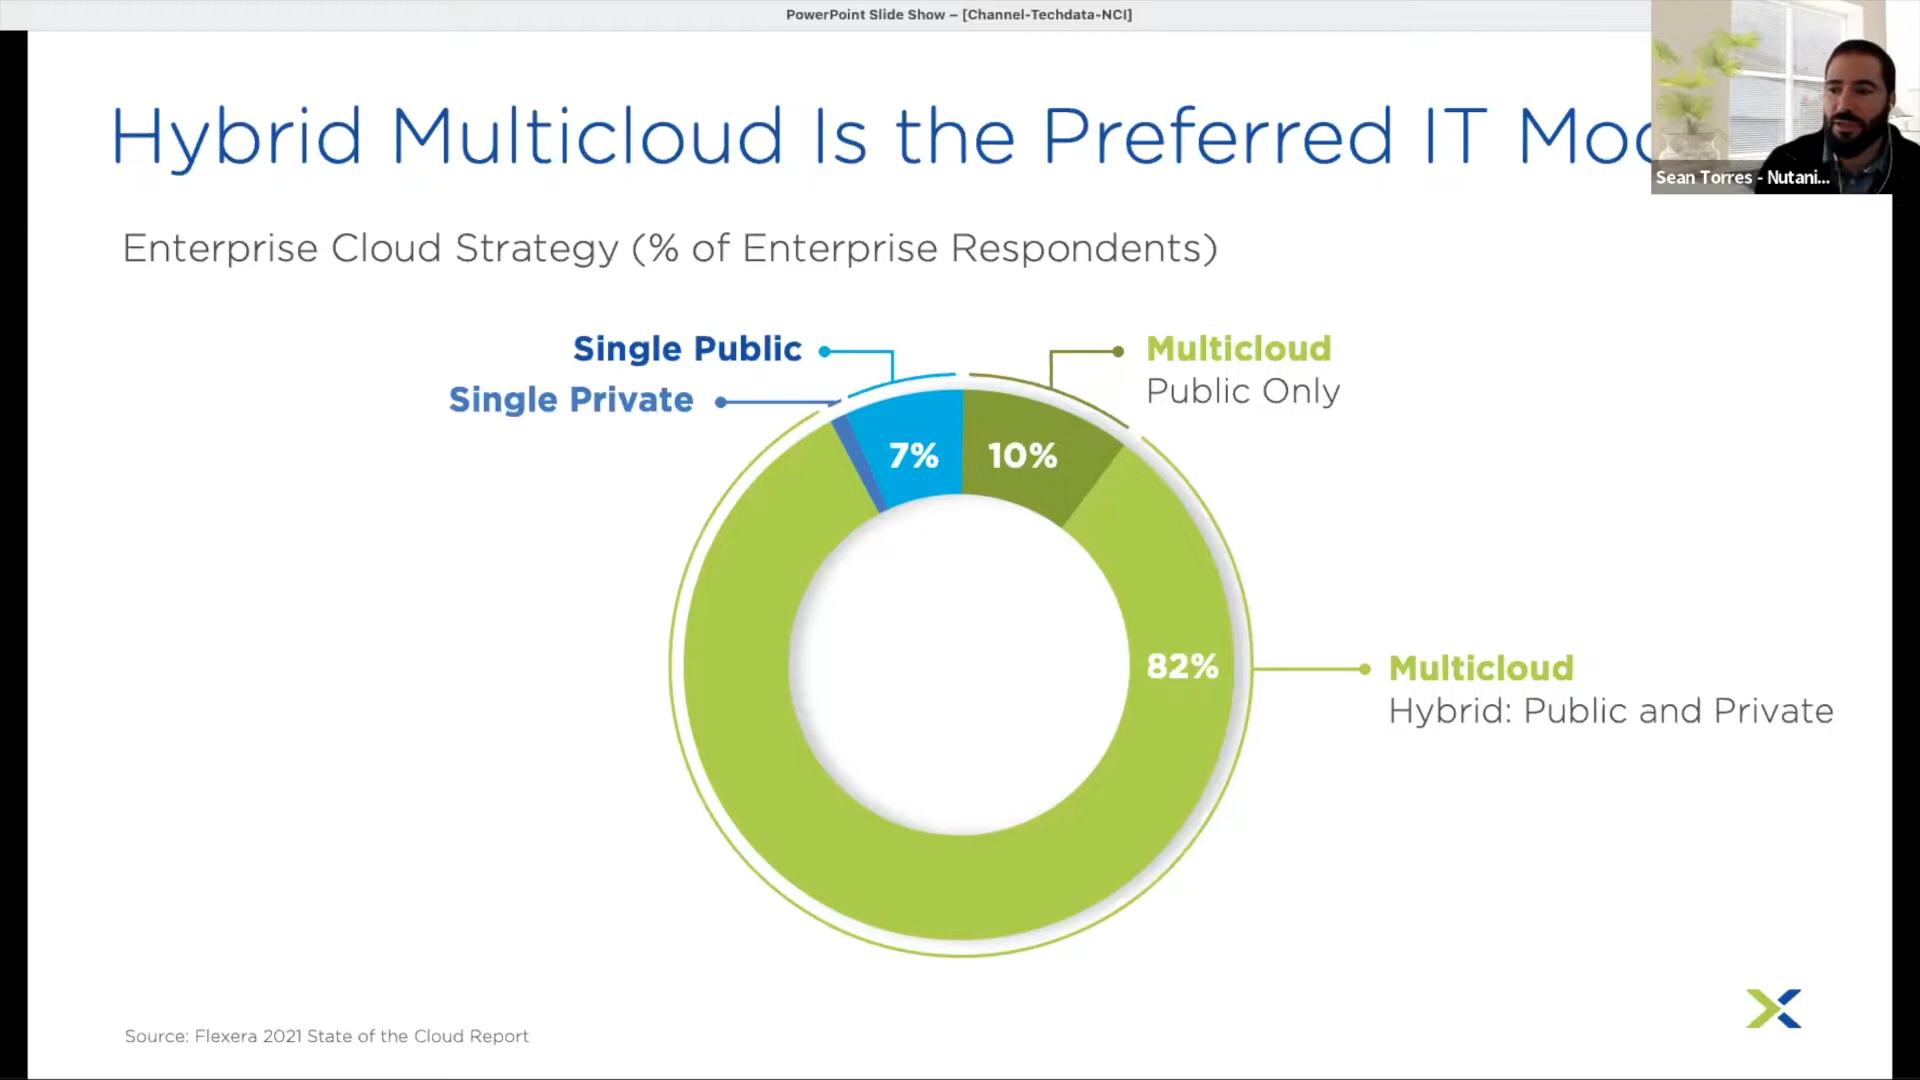 PowerPoint Slide Show – [Channel-Techdata-NCI]
Hybrid Multicloud Is the Preferred IT Moc
Sean Torres - Nutani...
Enterprise Cloud Strategy (% of Enterprise Respondents)
Single Public
Multicloud
Public Only
Single Private
7%
10%
82%
Multicloud
Hybrid: Public and Private
Source: Flexera 2021 State of the Cloud Report